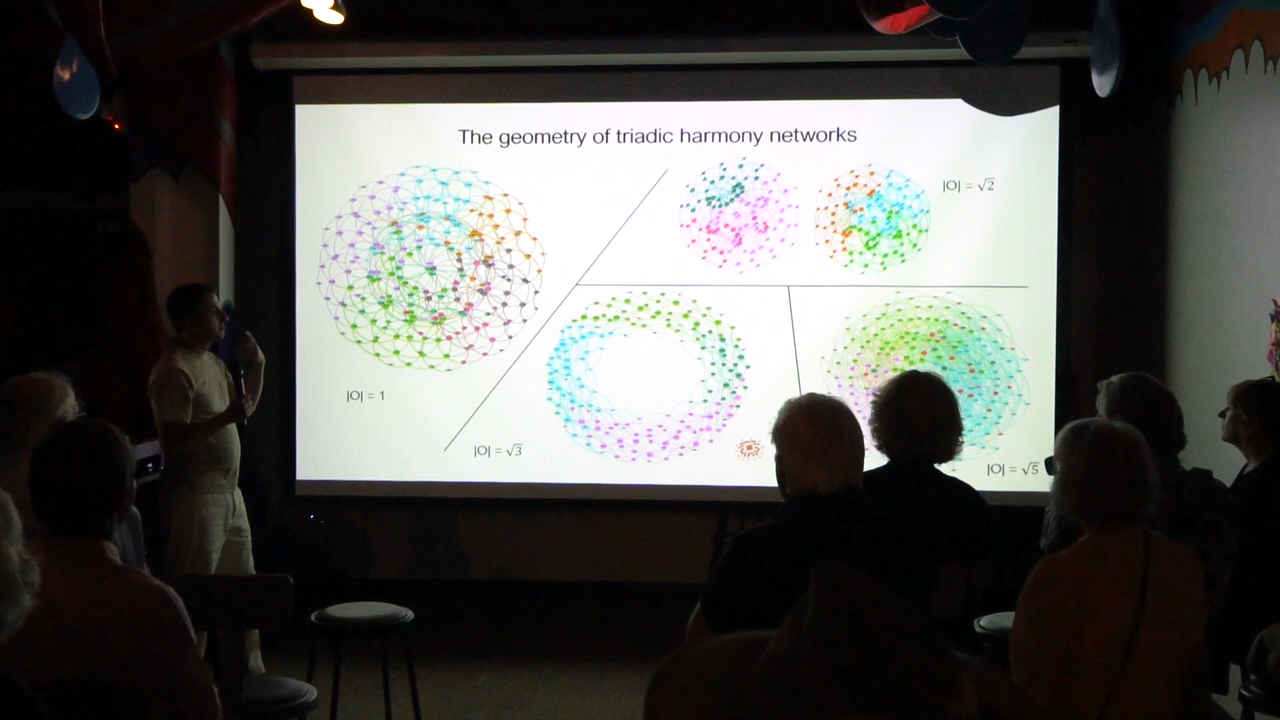 The geometry of triadic harmony networks
|O| = √2
|O| = 1
|O| = √3
|O| = √5